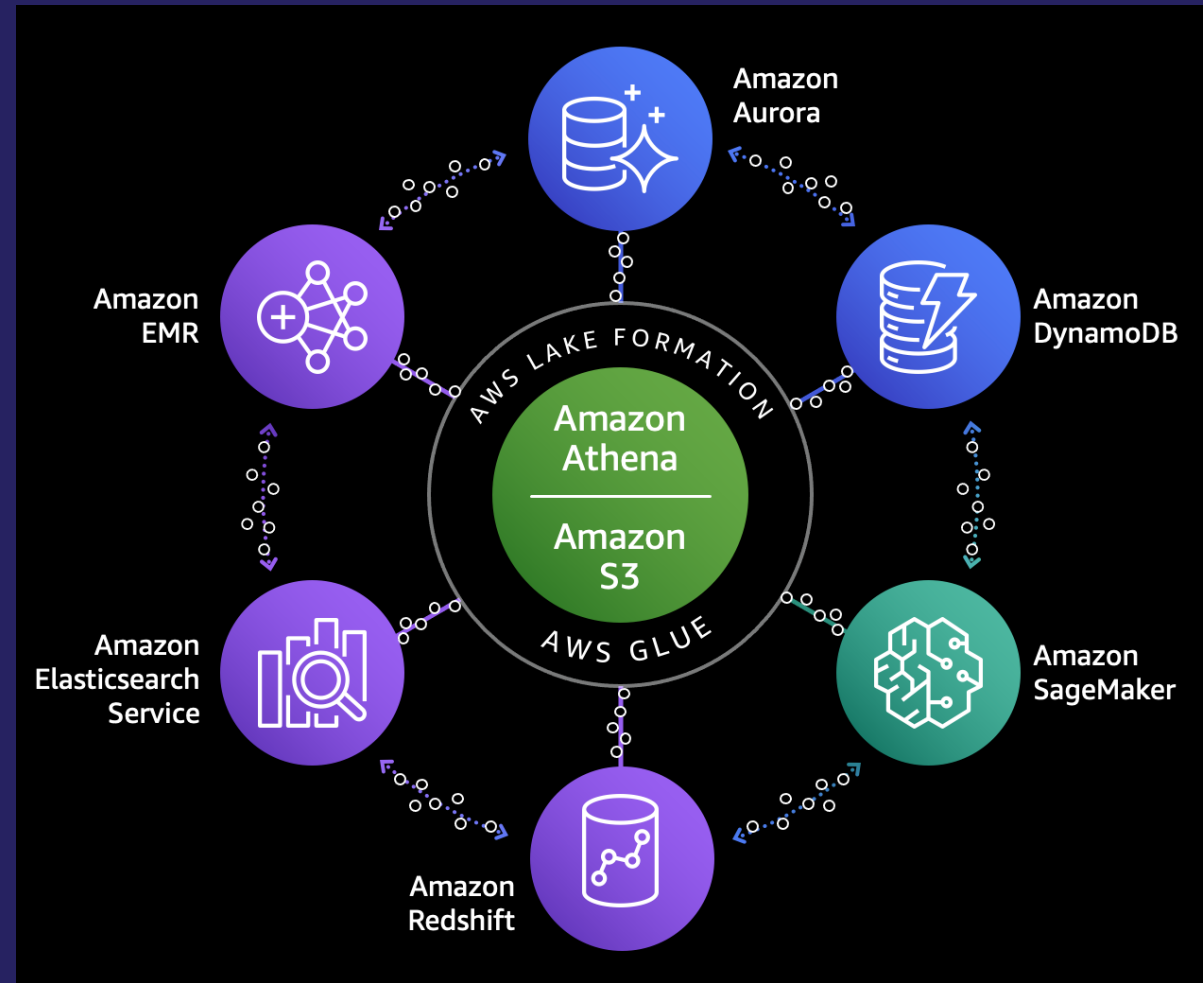 Amazon
Aurora
Amazon
EMR
Amazon
DynamoDB
AWS LAKE FORMATION
Amazon
Athena
Amazon
S3
AWS GLUE
Amazon
Elasticsearch
Service
Amazon
SageMaker
Amazon
Redshift